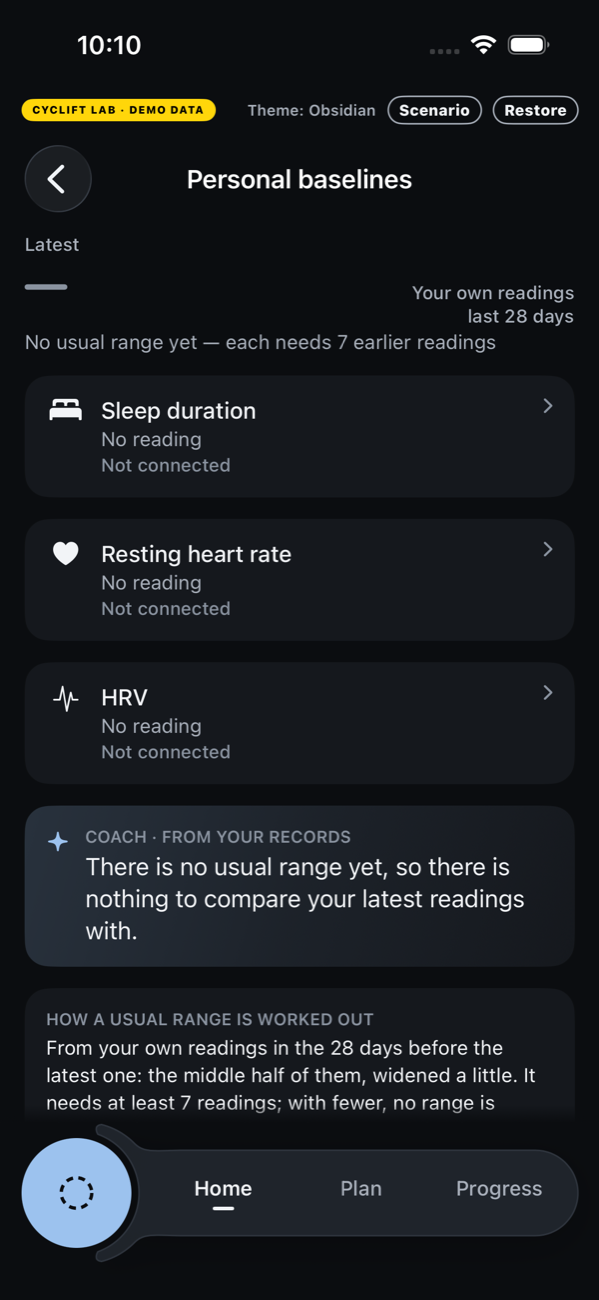 10:10
CYCLIFT LAB · DEMO DATA
Theme: Obsidian
Scenario
Restore
Personal baselines
Latest
—
Your own readings
last 28 days
No usual range yet — each needs 7 earlier readings
Sleep duration
No reading
Not connected
Resting heart rate
No reading
Not connected
HRV
No reading
Not connected
COACH · FROM YOUR RECORDS
There is no usual range yet, so there is
nothing to compare your latest readings
with.
HOW A USUAL RANGE IS WORKED OUT
From your own readings in the 28 days before the
latest one: the middle half of them, widened a little. It
needs at least 7 readings; with fewer, no range is
Home
Plan
Progress